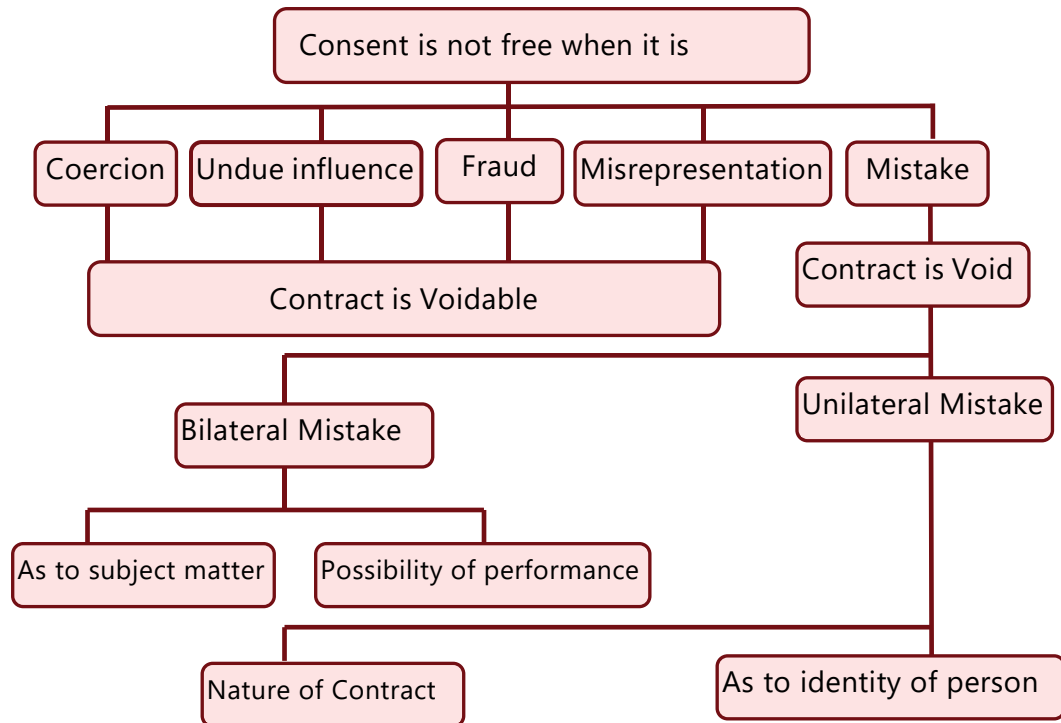 Consent is not free when it is
Coercion
Undue influence
Fraud
Misrepresentation
Mistake
Contract is Voidable
Contract is Void
Bilateral Mistake
Unilateral Mistake
As to subject matter
Possibility of performance
Nature of Contract
As to identity of person